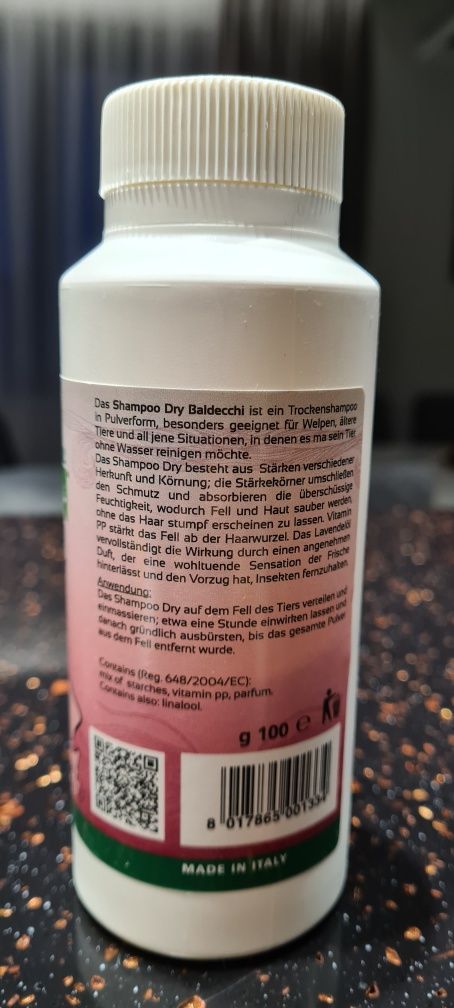 Das Shampoo Dry Baldecchi ist ein Trockenshampoo
in Pulverform, besonders geeignet für Welpen, ältere
Tiere und all jene Situationen, in denen es ma sein Tier
ohne Wasser reinigen möchte.
Das Shampoo Dry besteht aus Stärken verschiedener
Herkunft und Körnung; die Stärkekörner umschließen
den Schmutz und absorbieren die überschüssige
Feuchtigkeit, wodurch Fell und Haut sauber werden,
ohne das Haar stumpf erscheinen zu lassen. Vitamin
PP stärkt das Fell ab der Haarwurzel. Das Lavendelöl
vervollständigt die Wirkung durch einen angenehmen
Duft, der eine wohltuende Sensation der Frische
hinterlässt und den Vorzug hat, Insekten fernzuhalten.
Anwendung:
Das Shampoo Dry auf dem Fell des Tiers verteilen und
einmassieren; etwa eine Stunde einwirken lassen und
danach gründlich ausbürsten, bis das gesamte Pulver
aus dem Fell entfernt wurde.
Contains (Reg. 648/2004/EC):
mix of starches, vitamin pp, parfum.
Contains also: linalool.
g 100 ℮
8 017865 001334
MADE IN ITALY